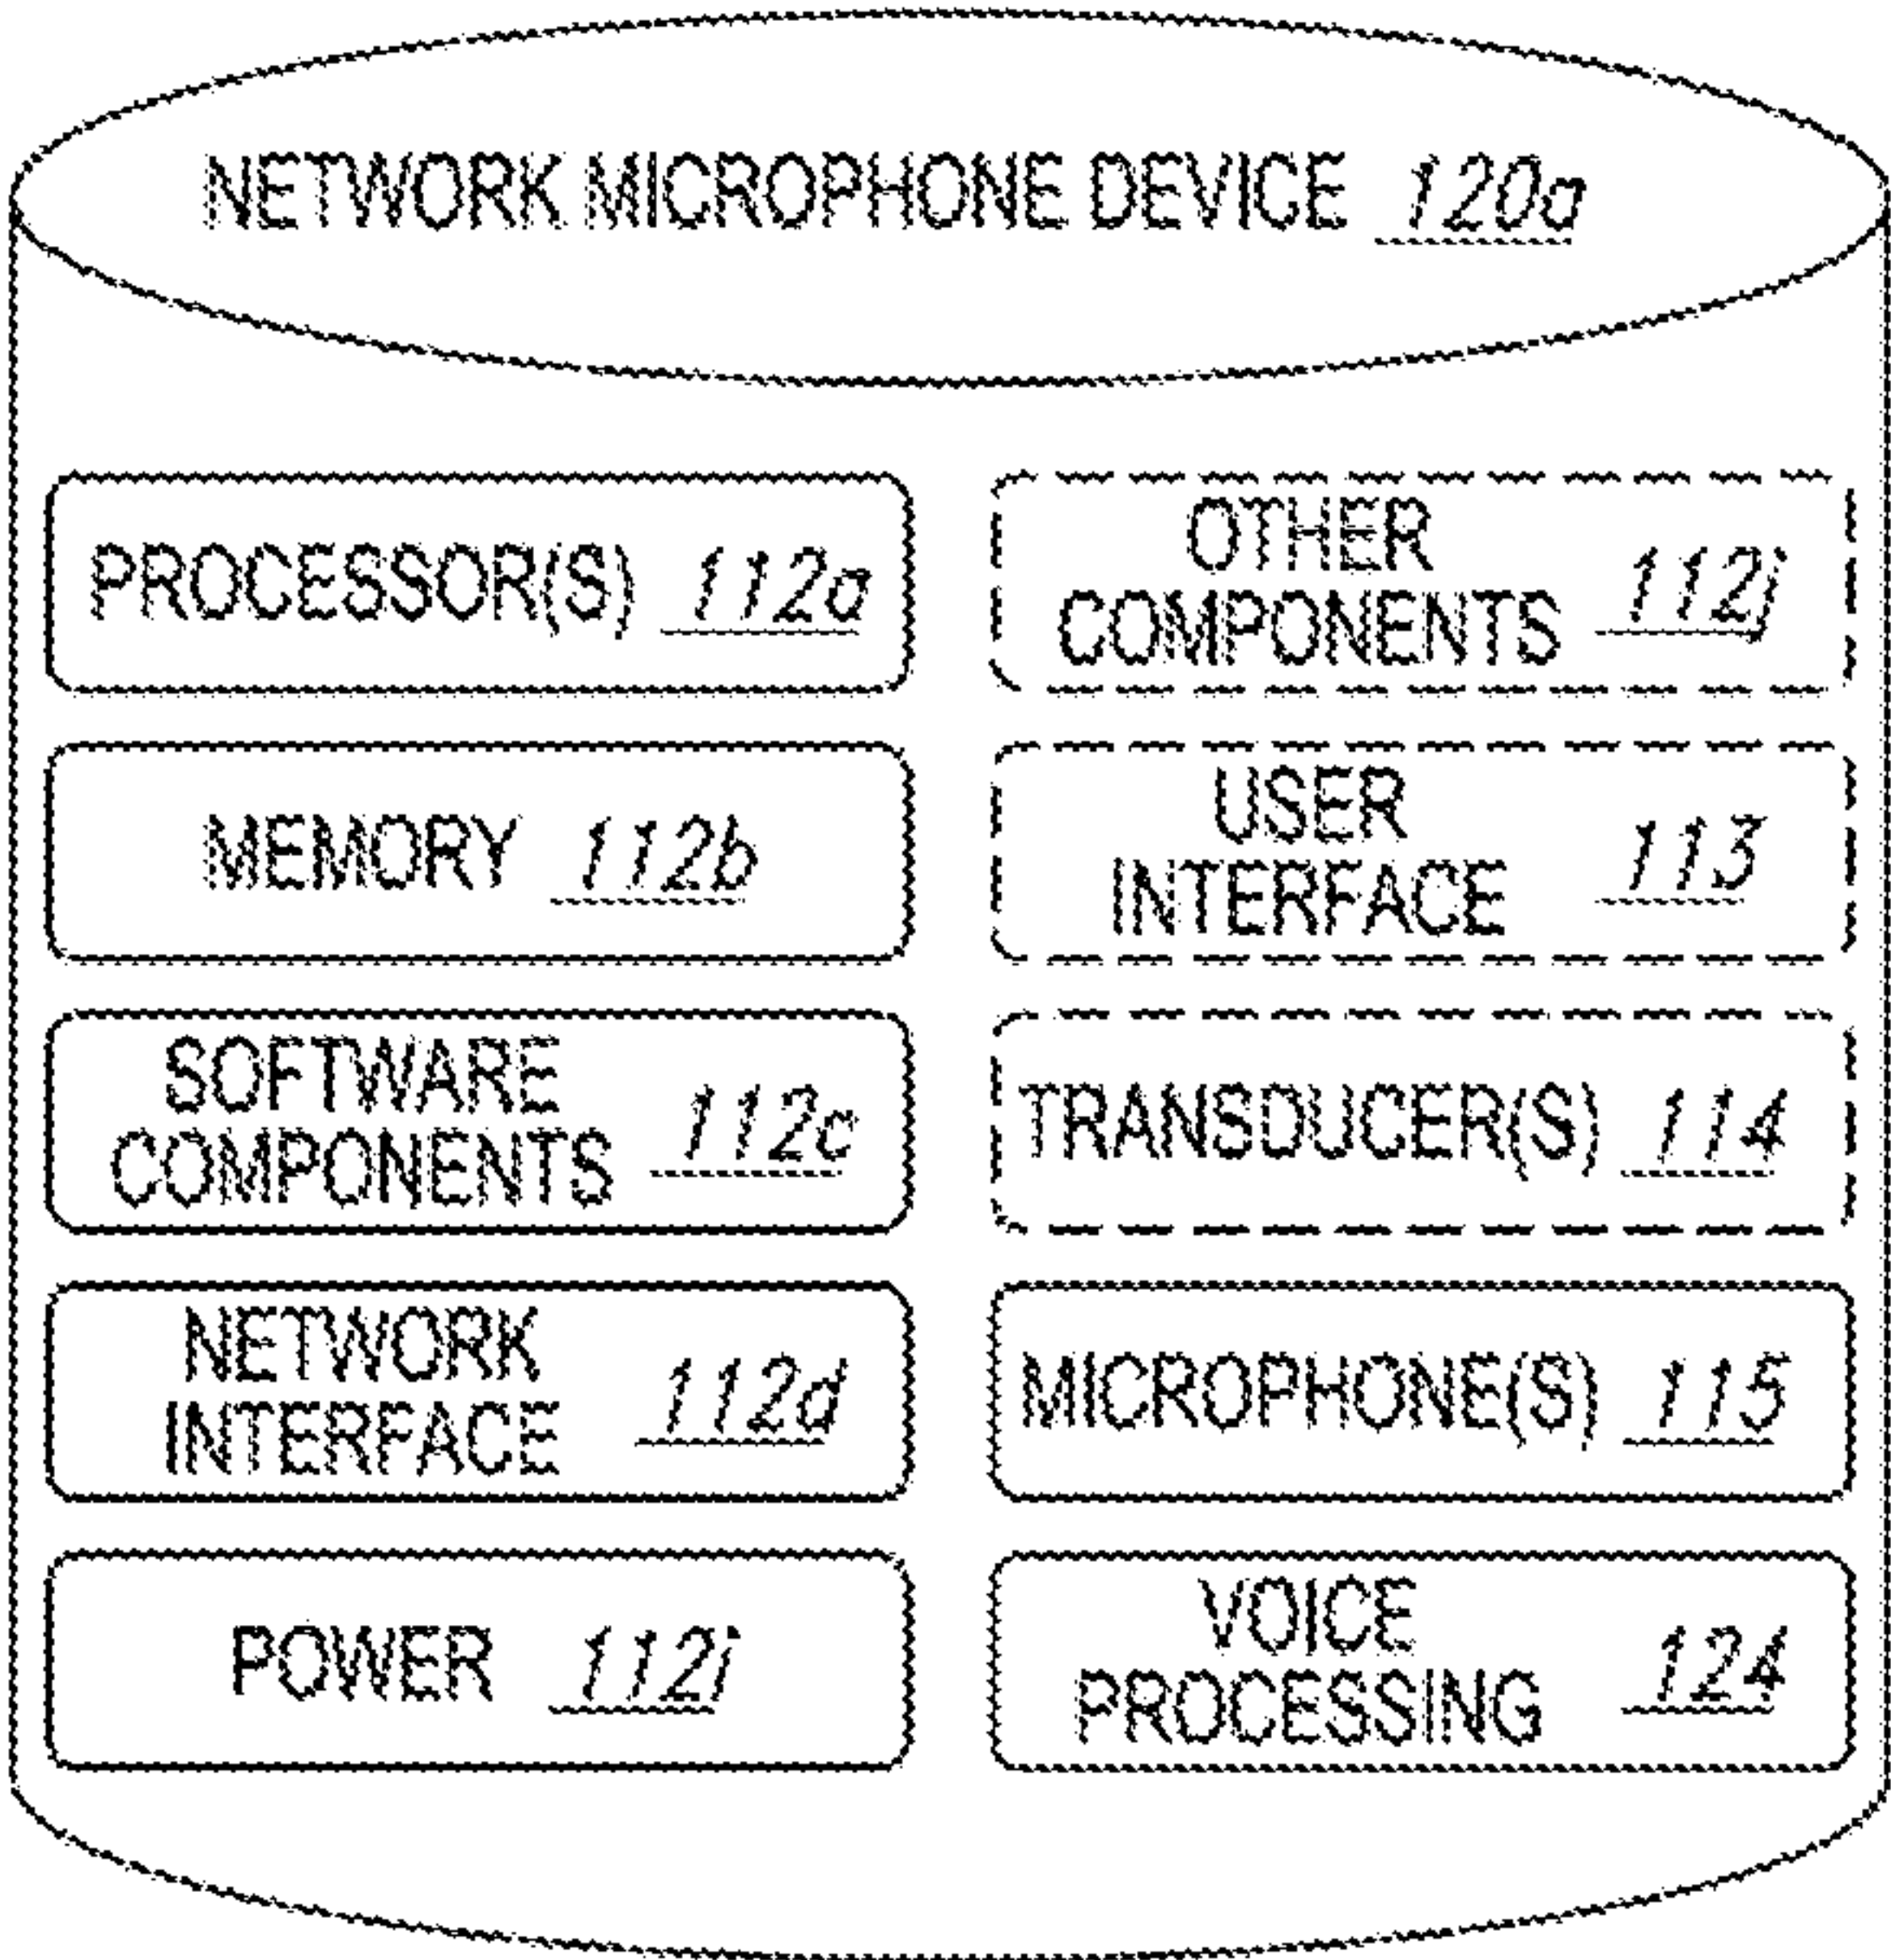 NETWORK MICROPHONE DEVICE 120a
PROCESSOR(S) 112a
MEMORY 112b
SOFTWARE
COMPONENTS 112c
NETWORK
INTERFACE 112d
POWER 112i
OTHER
COMPONENTS 112j
USER
INTERFACE 113
TRANSDUCER(S) 114
MICROPHONE(S) 115
VOICE
PROCESSING 124